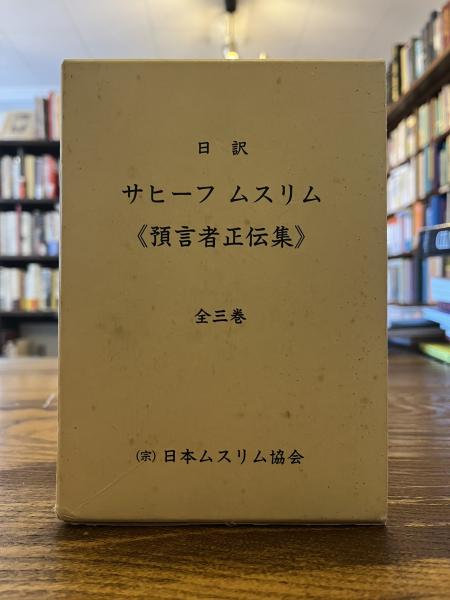 日 訳
サヒーフ ムスリム
《預言者正伝集》
全三巻
(宗)日本ムスリム協会